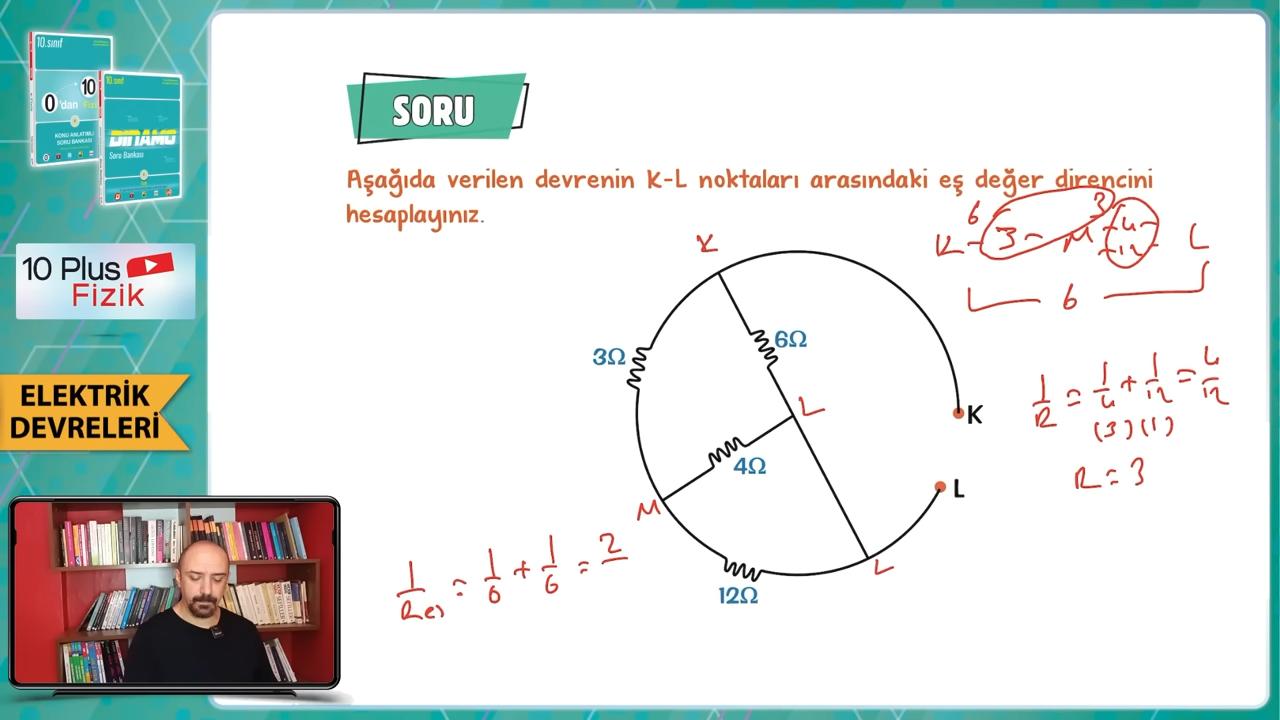 10.sınıf
0'dan 10
Fizik
KONU ANLATIMLI
SORU BANKASI
10.sınıf
DİNAMO
Soru Bankası
10 Plus
Fizik
ELEKTRİK
DEVRELERİ
SORU
Aşağıda verilen devrenin K-L noktaları arasındaki eş değer direncini
hesaplayınız.
6 3
K - 3 - M - 4 - L
- 12 -
6
K
3Ω
6Ω
L
K
4Ω
L
M
12Ω
L
1/R = 1/4 + 1/12 = 4/12
(3) (1)
R = 3
1/Reş = 1/6 + 1/6 = 2